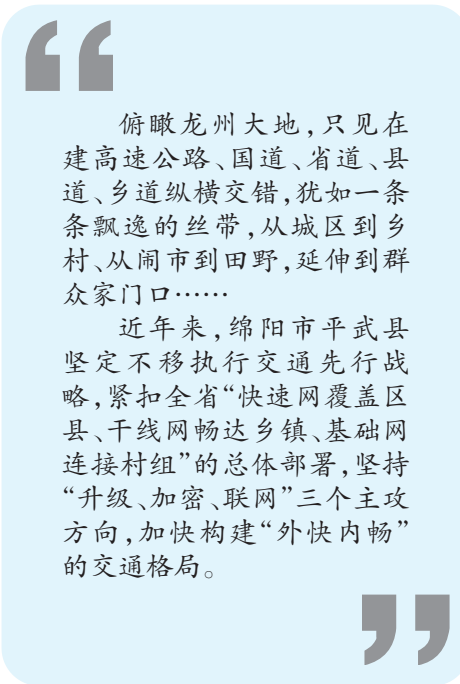 俯瞰龙州大地,只见在
建高速公路、国道、省道、县
道、乡道纵横交错,犹如一条
条飘逸的丝带,从城区到乡
村、从闹市到田野,延伸到群
众家门口……
近年来,绵阳市平武县
坚定不移执行交通先行战
略,紧扣全省“快速网覆盖区
县、干线网畅达乡镇、基础网
连接村组”的总体部署,坚持
“升级、加密、联网”三个主攻
方向,加快构建“外快内畅”
的交通格局。